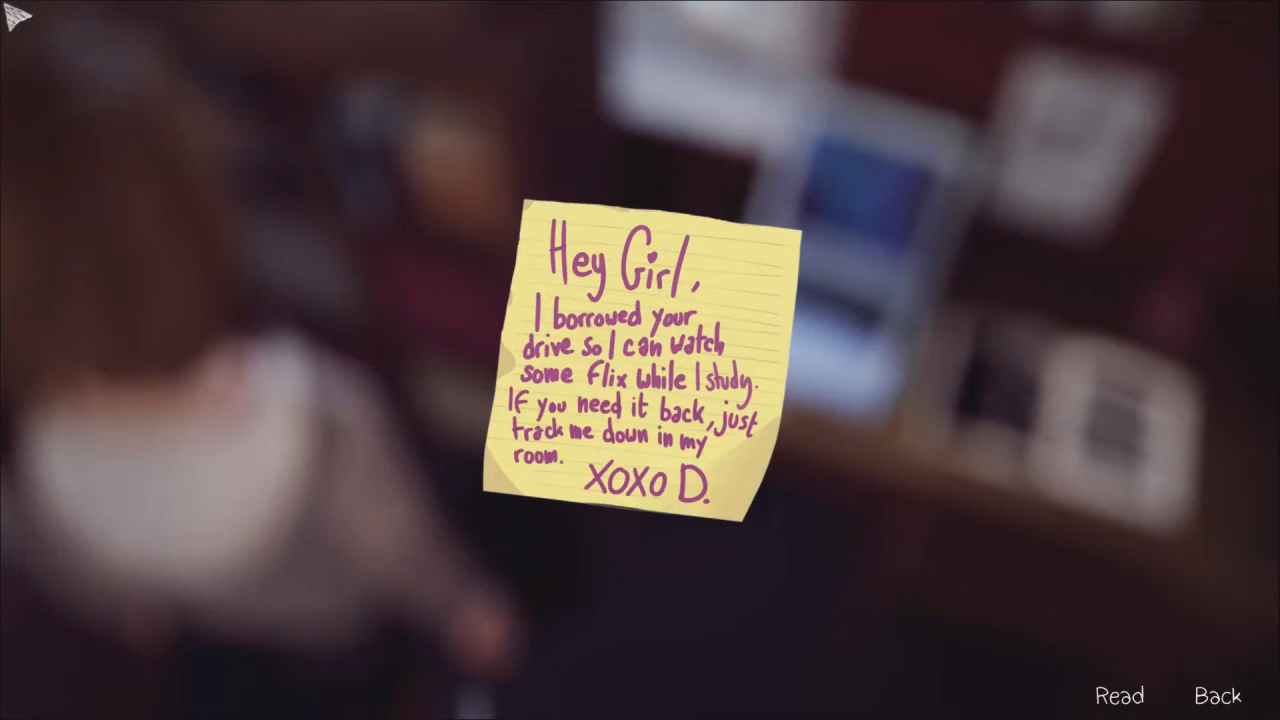 Hey Girl,
I borrowed your
drive so I can watch
some flix while I study.
If you need it back, just
track me down in my
room.
XOXO D.
Read Back